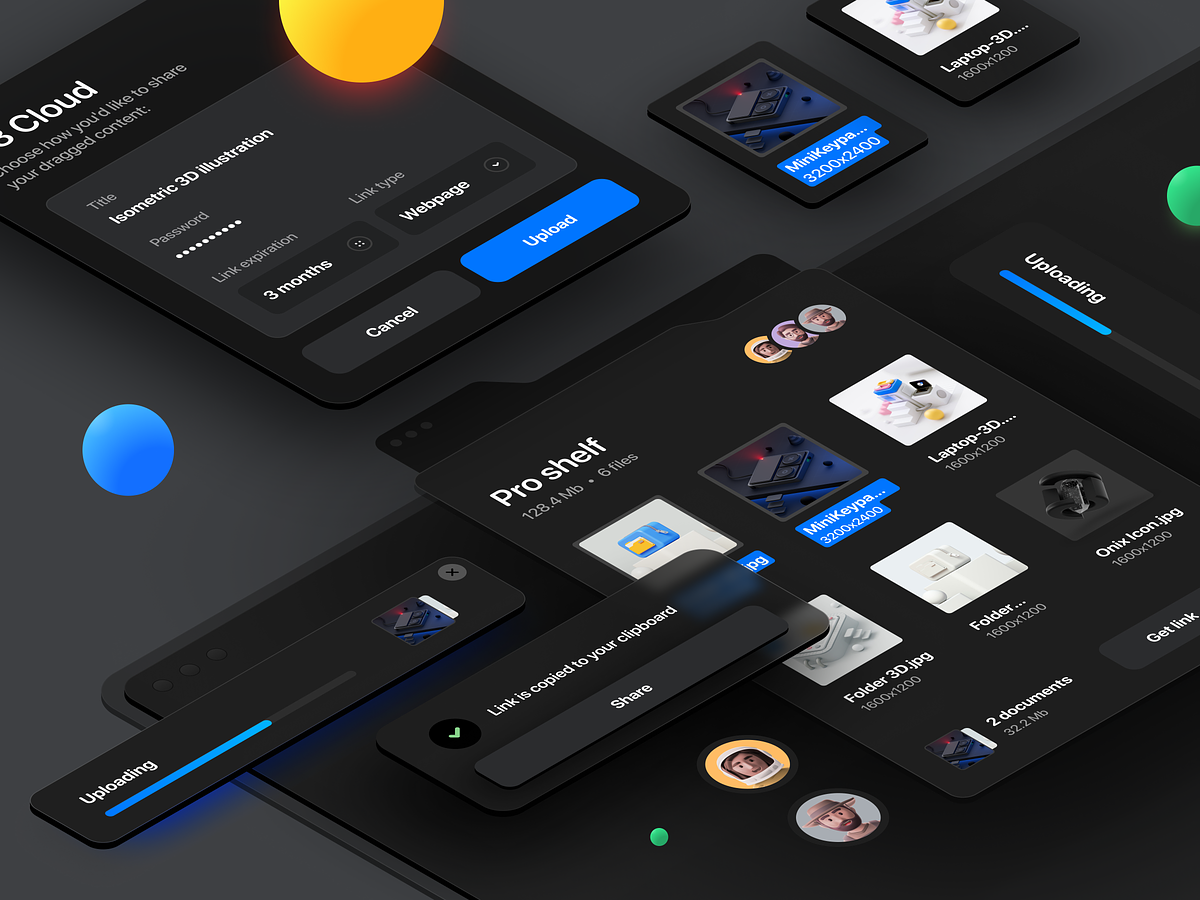 Cloud
choose how you'd like to share
your dragged content:
Title
Isometric 3D illustration
Password
••••••••••
Link expiration
3 months
Link type
Webpage
Cancel
Upload
MiniKeypa...
3200x2400
Laptop-3D....
1600x1200
Uploading
Pro shelf
128.4 Mb • 6 files
.jpg
MiniKeypa...
3200x2400
Laptop-3D....
1600x1200
Folder 3D.jpg
1600x1200
Folder ...
1600x1200
Onix Icon.jpg
1600x1200
2 documents
32.2 Mb
Get link
Link is copied to your clipboard
Share
Uploading